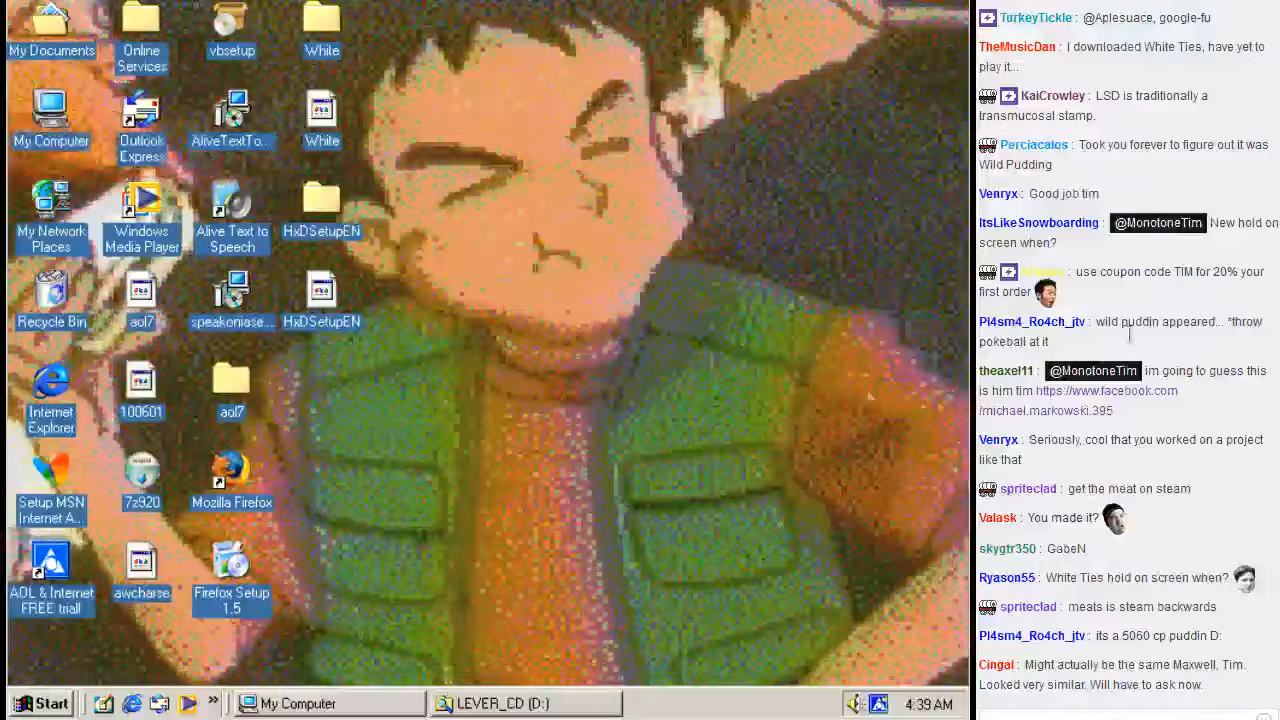 My Documents
Online
Services
vbsetup
White
My Computer
Outlook
Express
AliveTextTo...
White
My Network
Places
Windows
Media Player
Alive Text to
Speech
HxDSetupEN
Recycle Bin
aol7
speakoniase...
HxDSetupEN
Internet
Explorer
100601
aol7
Setup MSN
Internet A...
7z920
Mozilla Firefox
AOL & Internet
FREE trial!
awcharse
Firefox Setup
1.5
Start
My Computer
LEVER_CD (D:)
4:39 AM
TurkeyTickle : @Aplesuace, google-fu
TheMusicDan : I downloaded White Ties, have yet to
play it...
KaiCrowley : LSD is traditionally a
transmucosal stamp.
Perciacalos : Took you forever to figure out it was
Wild Pudding
Venryx : Good job tim
ItsLikeSnowboarding : @MonotoneTim New hold on
screen when?
: use coupon code TIM for 20% your
first order
Pl4sm4_Ro4ch_jtv : wild puddin appeared... *throw
pokeball at it
theaxel11 : @MonotoneTim im going to guess this
is him tim https://www.facebook.com
/michael.markowski.395
Venryx : Seriously, cool that you worked on a project
like that
spriteclad : get the meat on steam
Valask : You made it?
skygtr350 : GabeN
Ryason55 : White Ties hold on screen when?
spriteclad : meats is steam backwards
Pl4sm4_Ro4ch_jtv : its a 5060 cp puddin D:
Cingal : Might actually be the same Maxwell, Tim.
Looked very similar. Will have to ask now.